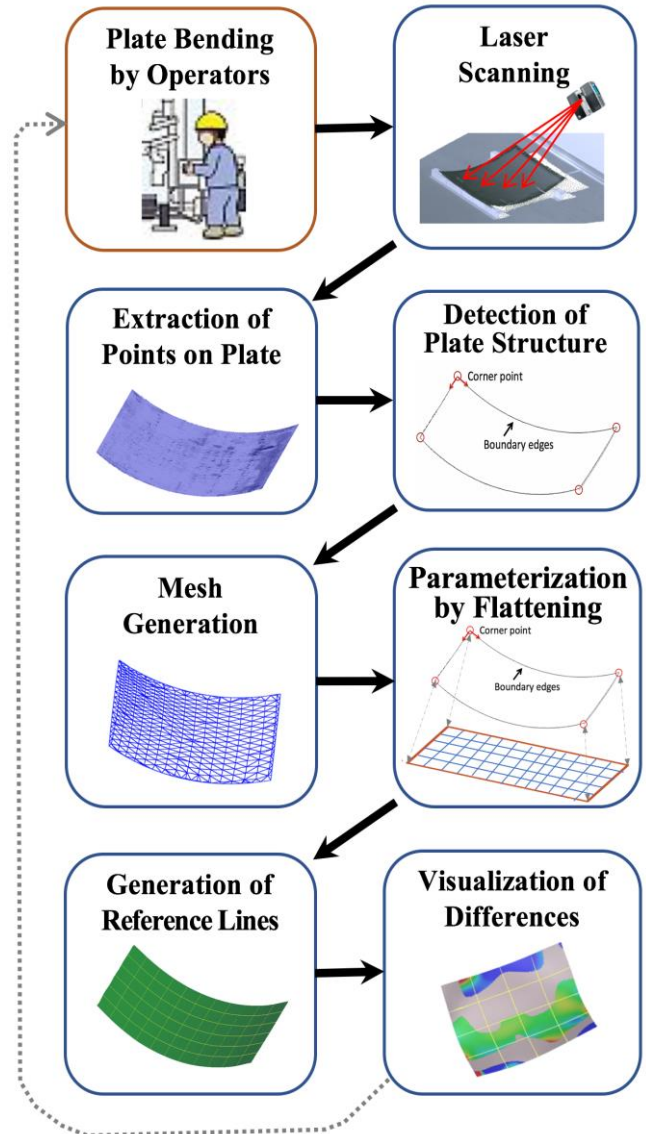 Plate Bending
by Operators
Laser
Scanning
Extraction of
Points on Plate
Detection of
Plate Structure
Corner point
Boundary edges
Mesh
Generation
Parameterization
by Flattening
Corner point
Boundary edges
Generation of
Reference Lines
Visualization of
Differences